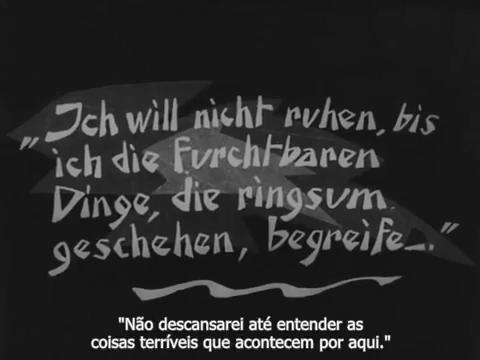 „Ich will nicht ruhen, bis
ich die furchtbaren
Dinge, die ringsum
geschehen, begreife_."
"Não descansarei até entender as
coisas terríveis que acontecem por aqui."